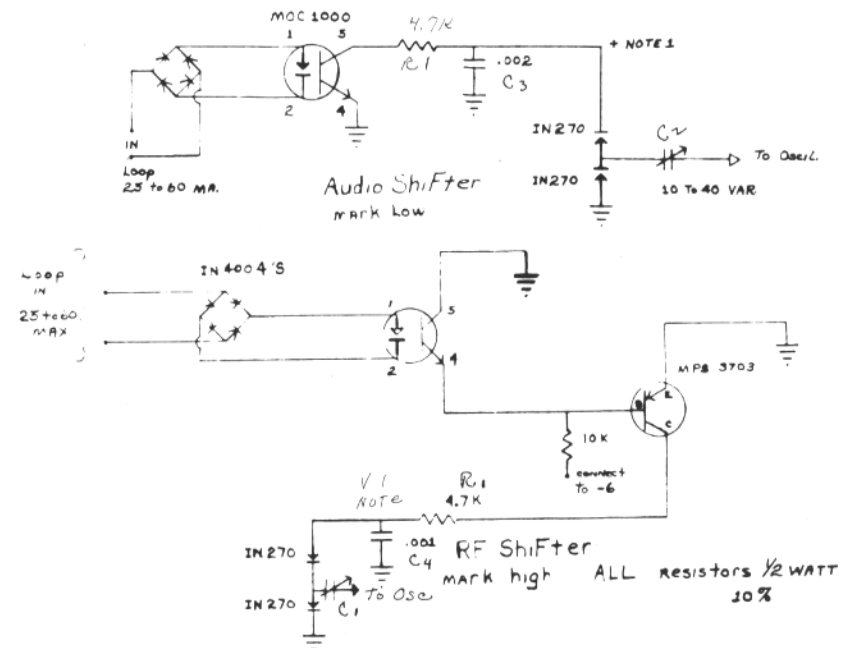 MOC 1000
1
5
4.7K
R1
+ NOTE 1
.002
C3
2
4
IN
Loop
25 to 60 MA.
Audio Shifter
mark Low
IN270
IN270
C2
To Oscil.
10 To 40 VAR
Loop
IN
25 to 60
MAX
IN 4004'S
1
5
2
4
MPS 3703
B
E
C
10K
connect
to -6
V1
NOTE
R1
4.7K
.001
C4
IN270
IN270
C1
To Osc
RF Shifter
mark high
ALL Resistors 1/2 WATT
10%